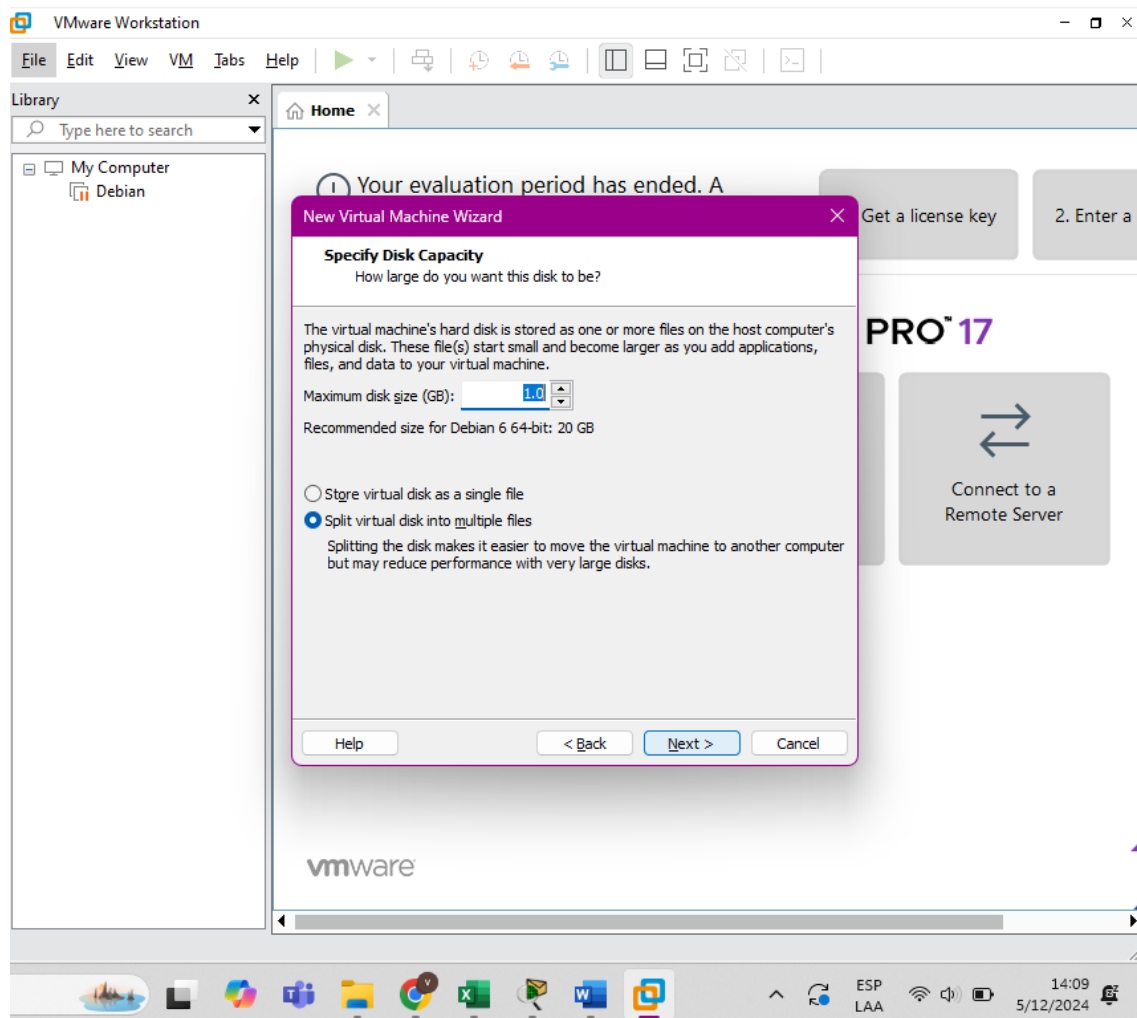 VMware Workstation
File Edit View VM Tabs Help
Library
Type here to search
My Computer
Debian
Home
Your evaluation period has ended. A
Get a license key
2. Enter a
New Virtual Machine Wizard
Specify Disk Capacity
How large do you want this disk to be?
The virtual machine's hard disk is stored as one or more files on the host computer's
physical disk. These file(s) start small and become larger as you add applications,
files, and data to your virtual machine.
Maximum disk size (GB): 1.0
Recommended size for Debian 6 64-bit: 20 GB
Store virtual disk as a single file
Split virtual disk into multiple files
Splitting the disk makes it easier to move the virtual machine to another computer
but may reduce performance with very large disks.
Help < Back Next > Cancel
PRO™ 17
Connect to a
Remote Server
vmware
ESP
LAA
14:09
5/12/2024